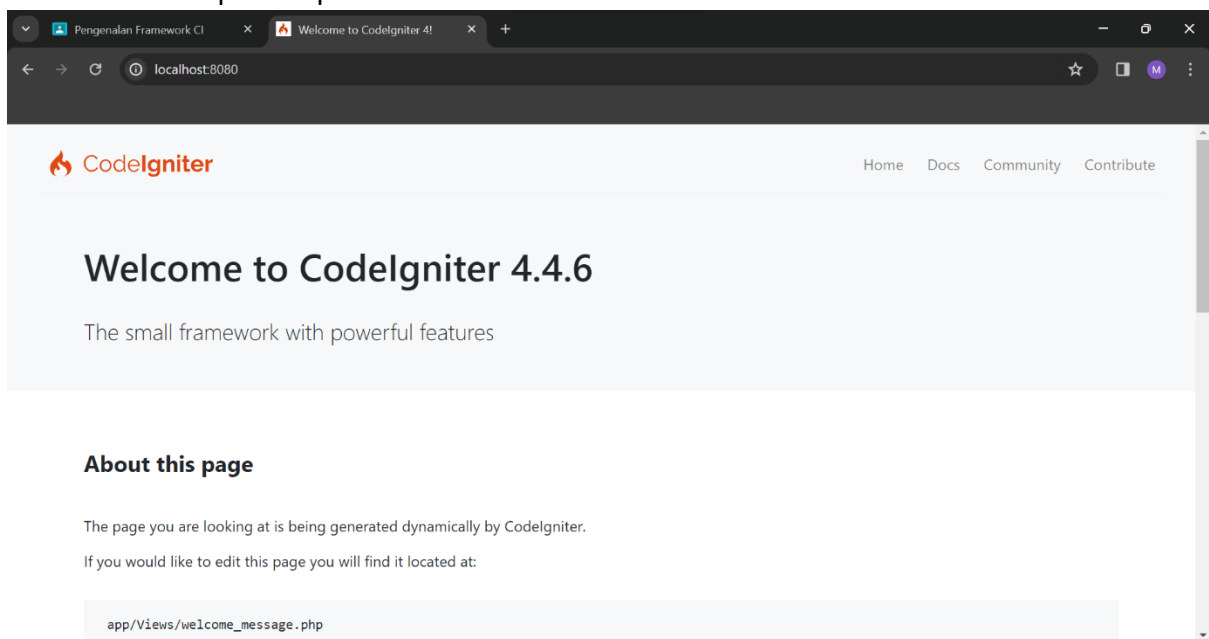 Pengenalan Framework CI
Welcome to CodeIgniter 4!
localhost:8080
M
CodeIgniter
Home Docs Community Contribute
Welcome to CodeIgniter 4.4.6
The small framework with powerful features
About this page
The page you are looking at is being generated dynamically by CodeIgniter.
If you would like to edit this page you will find it located at:
app/Views/welcome_message.php